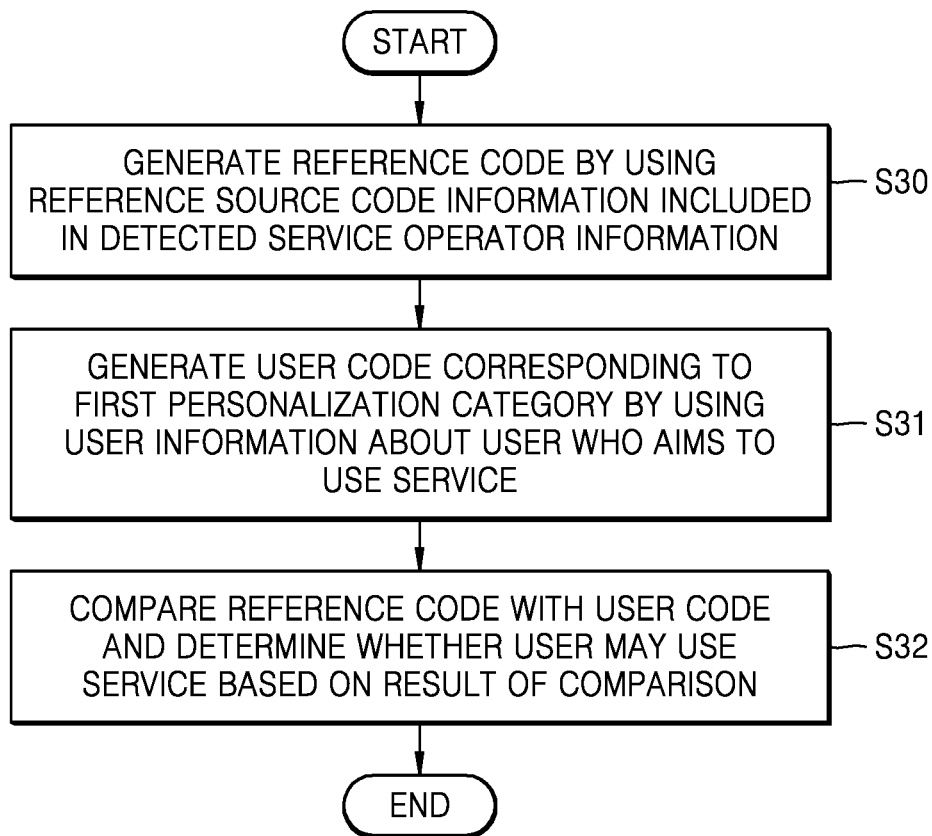 START
GENERATE REFERENCE CODE BY USING
REFERENCE SOURCE CODE INFORMATION INCLUDED
IN DETECTED SERVICE OPERATOR INFORMATION
S30
GENERATE USER CODE CORRESPONDING TO
FIRST PERSONALIZATION CATEGORY BY USING
USER INFORMATION ABOUT USER WHO AIMS TO
USE SERVICE
S31
COMPARE REFERENCE CODE WITH USER CODE
AND DETERMINE WHETHER USER MAY USE
SERVICE BASED ON RESULT OF COMPARISON
S32
END